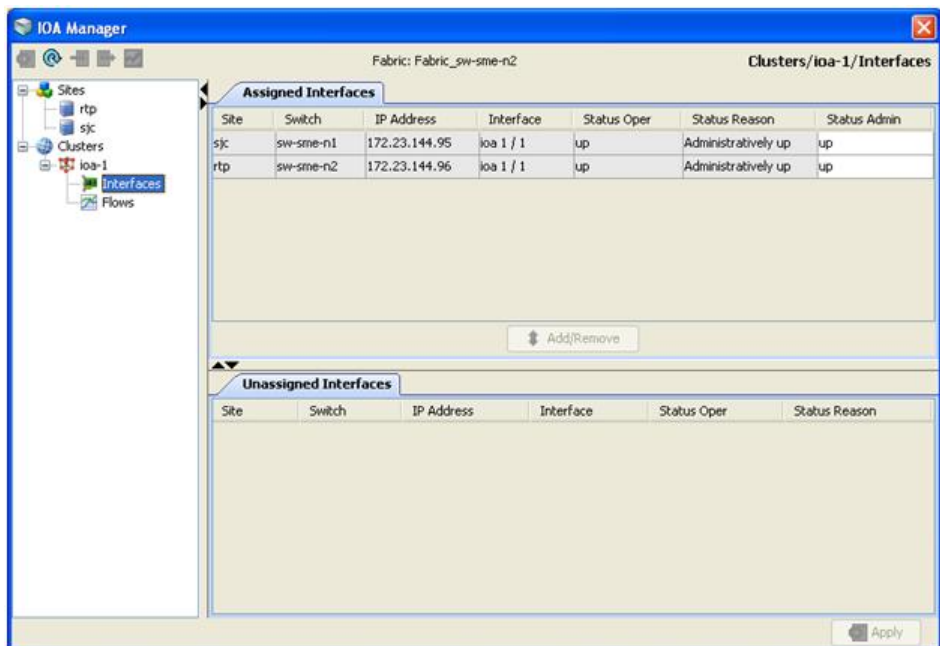 IOA Manager
Fabric: Fabric_sw-sme-n2
Clusters/ioa-1/Interfaces
Sites
rtp
sjc
Clusters
ioa-1
Interfaces
Flows
Assigned Interfaces
Site Switch IP Address Interface Status Oper Status Reason Status Admin
sjc sw-sme-n1 172.23.144.95 ioa 1 / 1 up Administratively up up
rtp sw-sme-n2 172.23.144.96 ioa 1 / 1 up Administratively up up
Add/Remove
Unassigned Interfaces
Site Switch IP Address Interface Status Oper Status Reason
Apply